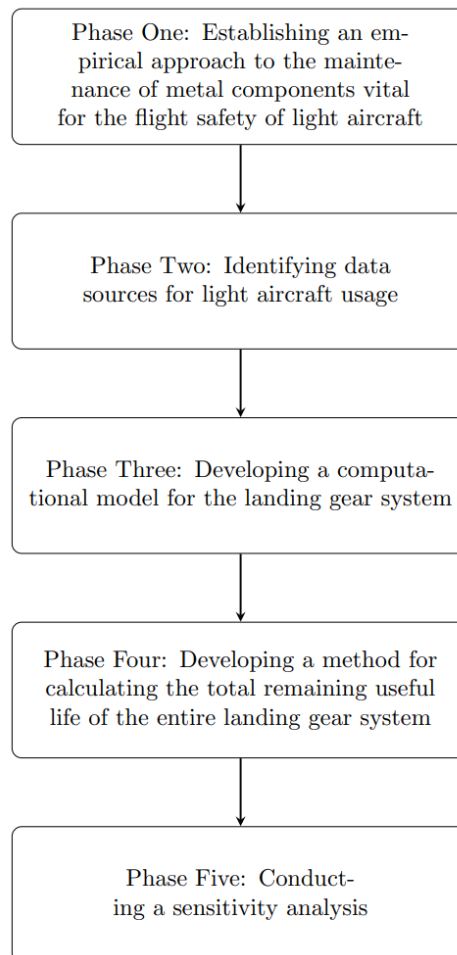 Phase One: Establishing an em-
pirical approach to the mainte-
nance of metal components vital
for the flight safety of light aircraft
Phase Two: Identifying data
sources for light aircraft usage
Phase Three: Developing a computa-
tional model for the landing gear system
Phase Four: Developing a method for
calculating the total remaining useful
life of the entire landing gear system
Phase Five: Conduct-
ing a sensitivity analysis